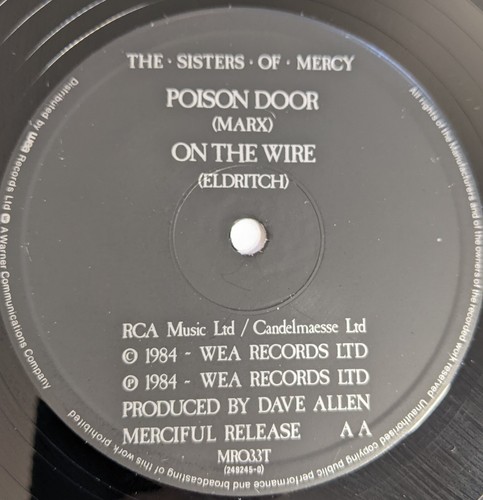 THE · SISTERS · OF · MERCY
POISON DOOR
(MARX)
ON THE WIRE
(ELDRITCH)
RCA Music Ltd / Candelmaesse Ltd
© 1984 - WEA RECORDS LTD
℗ 1984 - WEA RECORDS LTD
PRODUCED BY DAVE ALLEN
MERCIFUL RELEASE A A
MRO33T
(249245-0)
All rights of the Manufacturers and of the owners of the recorded work reserved Unauthorised copying public performance and broadcasting of this work prohibited
Distributed by wea Records Ltd A Warner Communications Company